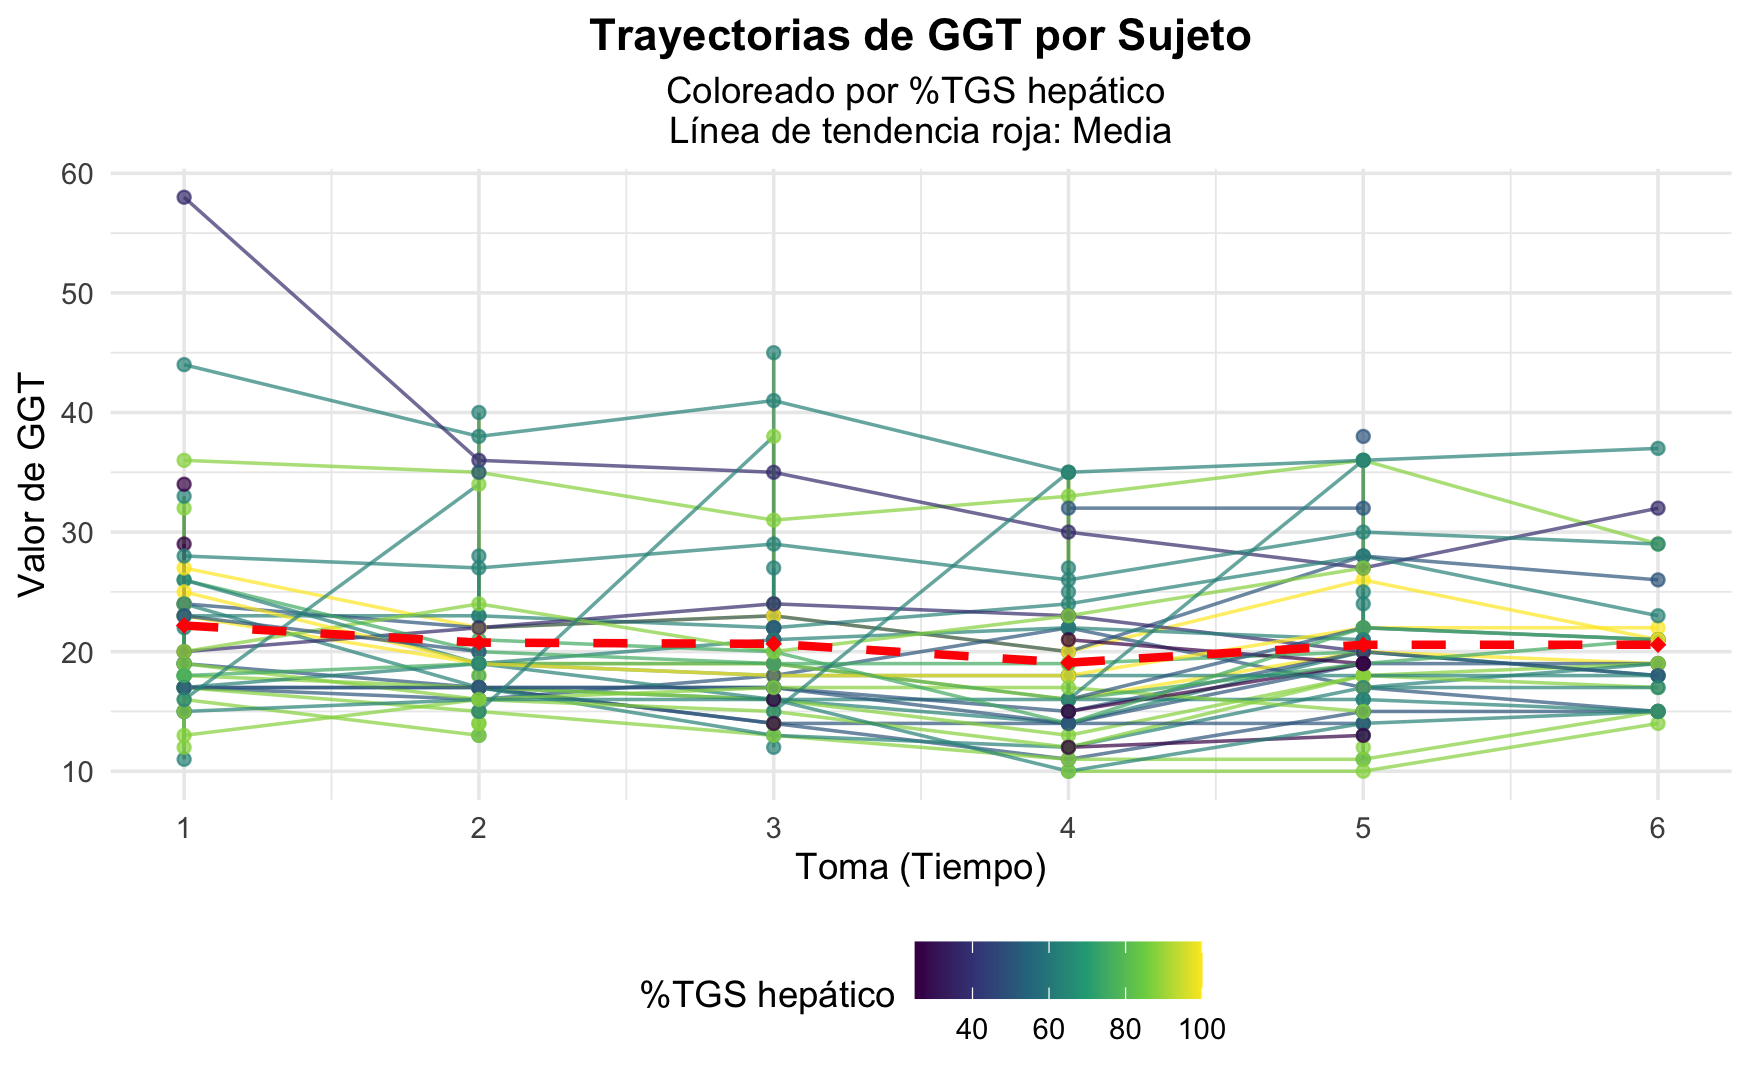 Trayectorias de GGT por Sujeto
Coloreado por %TGS hepático
Línea de tendencia roja: Media
Valor de GGT
60
50
40
30
20
10
1 2 3 4 5 6
Toma (Tiempo)
%TGS hepático
40 60 80 100